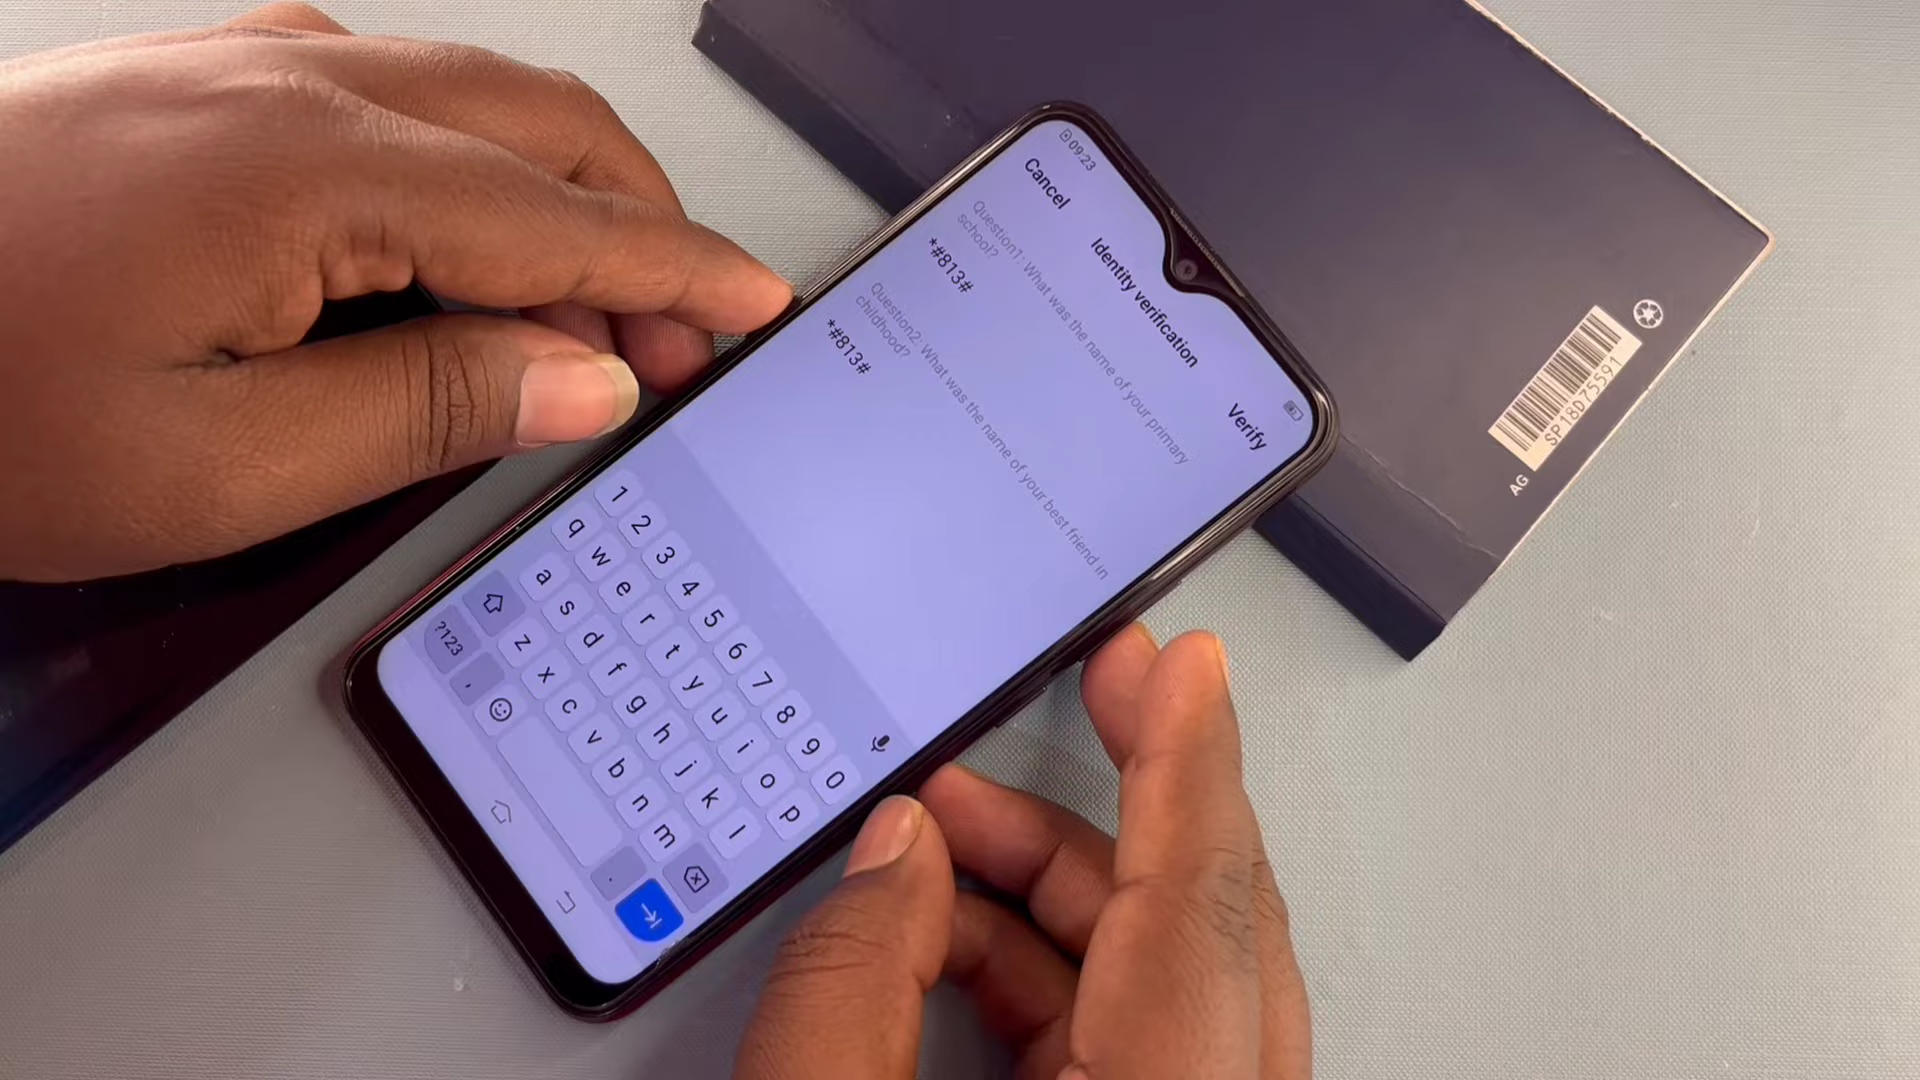 09:23
Cancel
Identity verification
Verify
Question1: What was the name of your primary
school?
*#813#
Question2: What was the name of your best friend in
childhood?
*#813#
1 2 3 4 5 6 7 8 9 0
q w e r t y u i o p
a s d f g h j k l
z x c v b n m
?123 , .
SP18D75591
AG